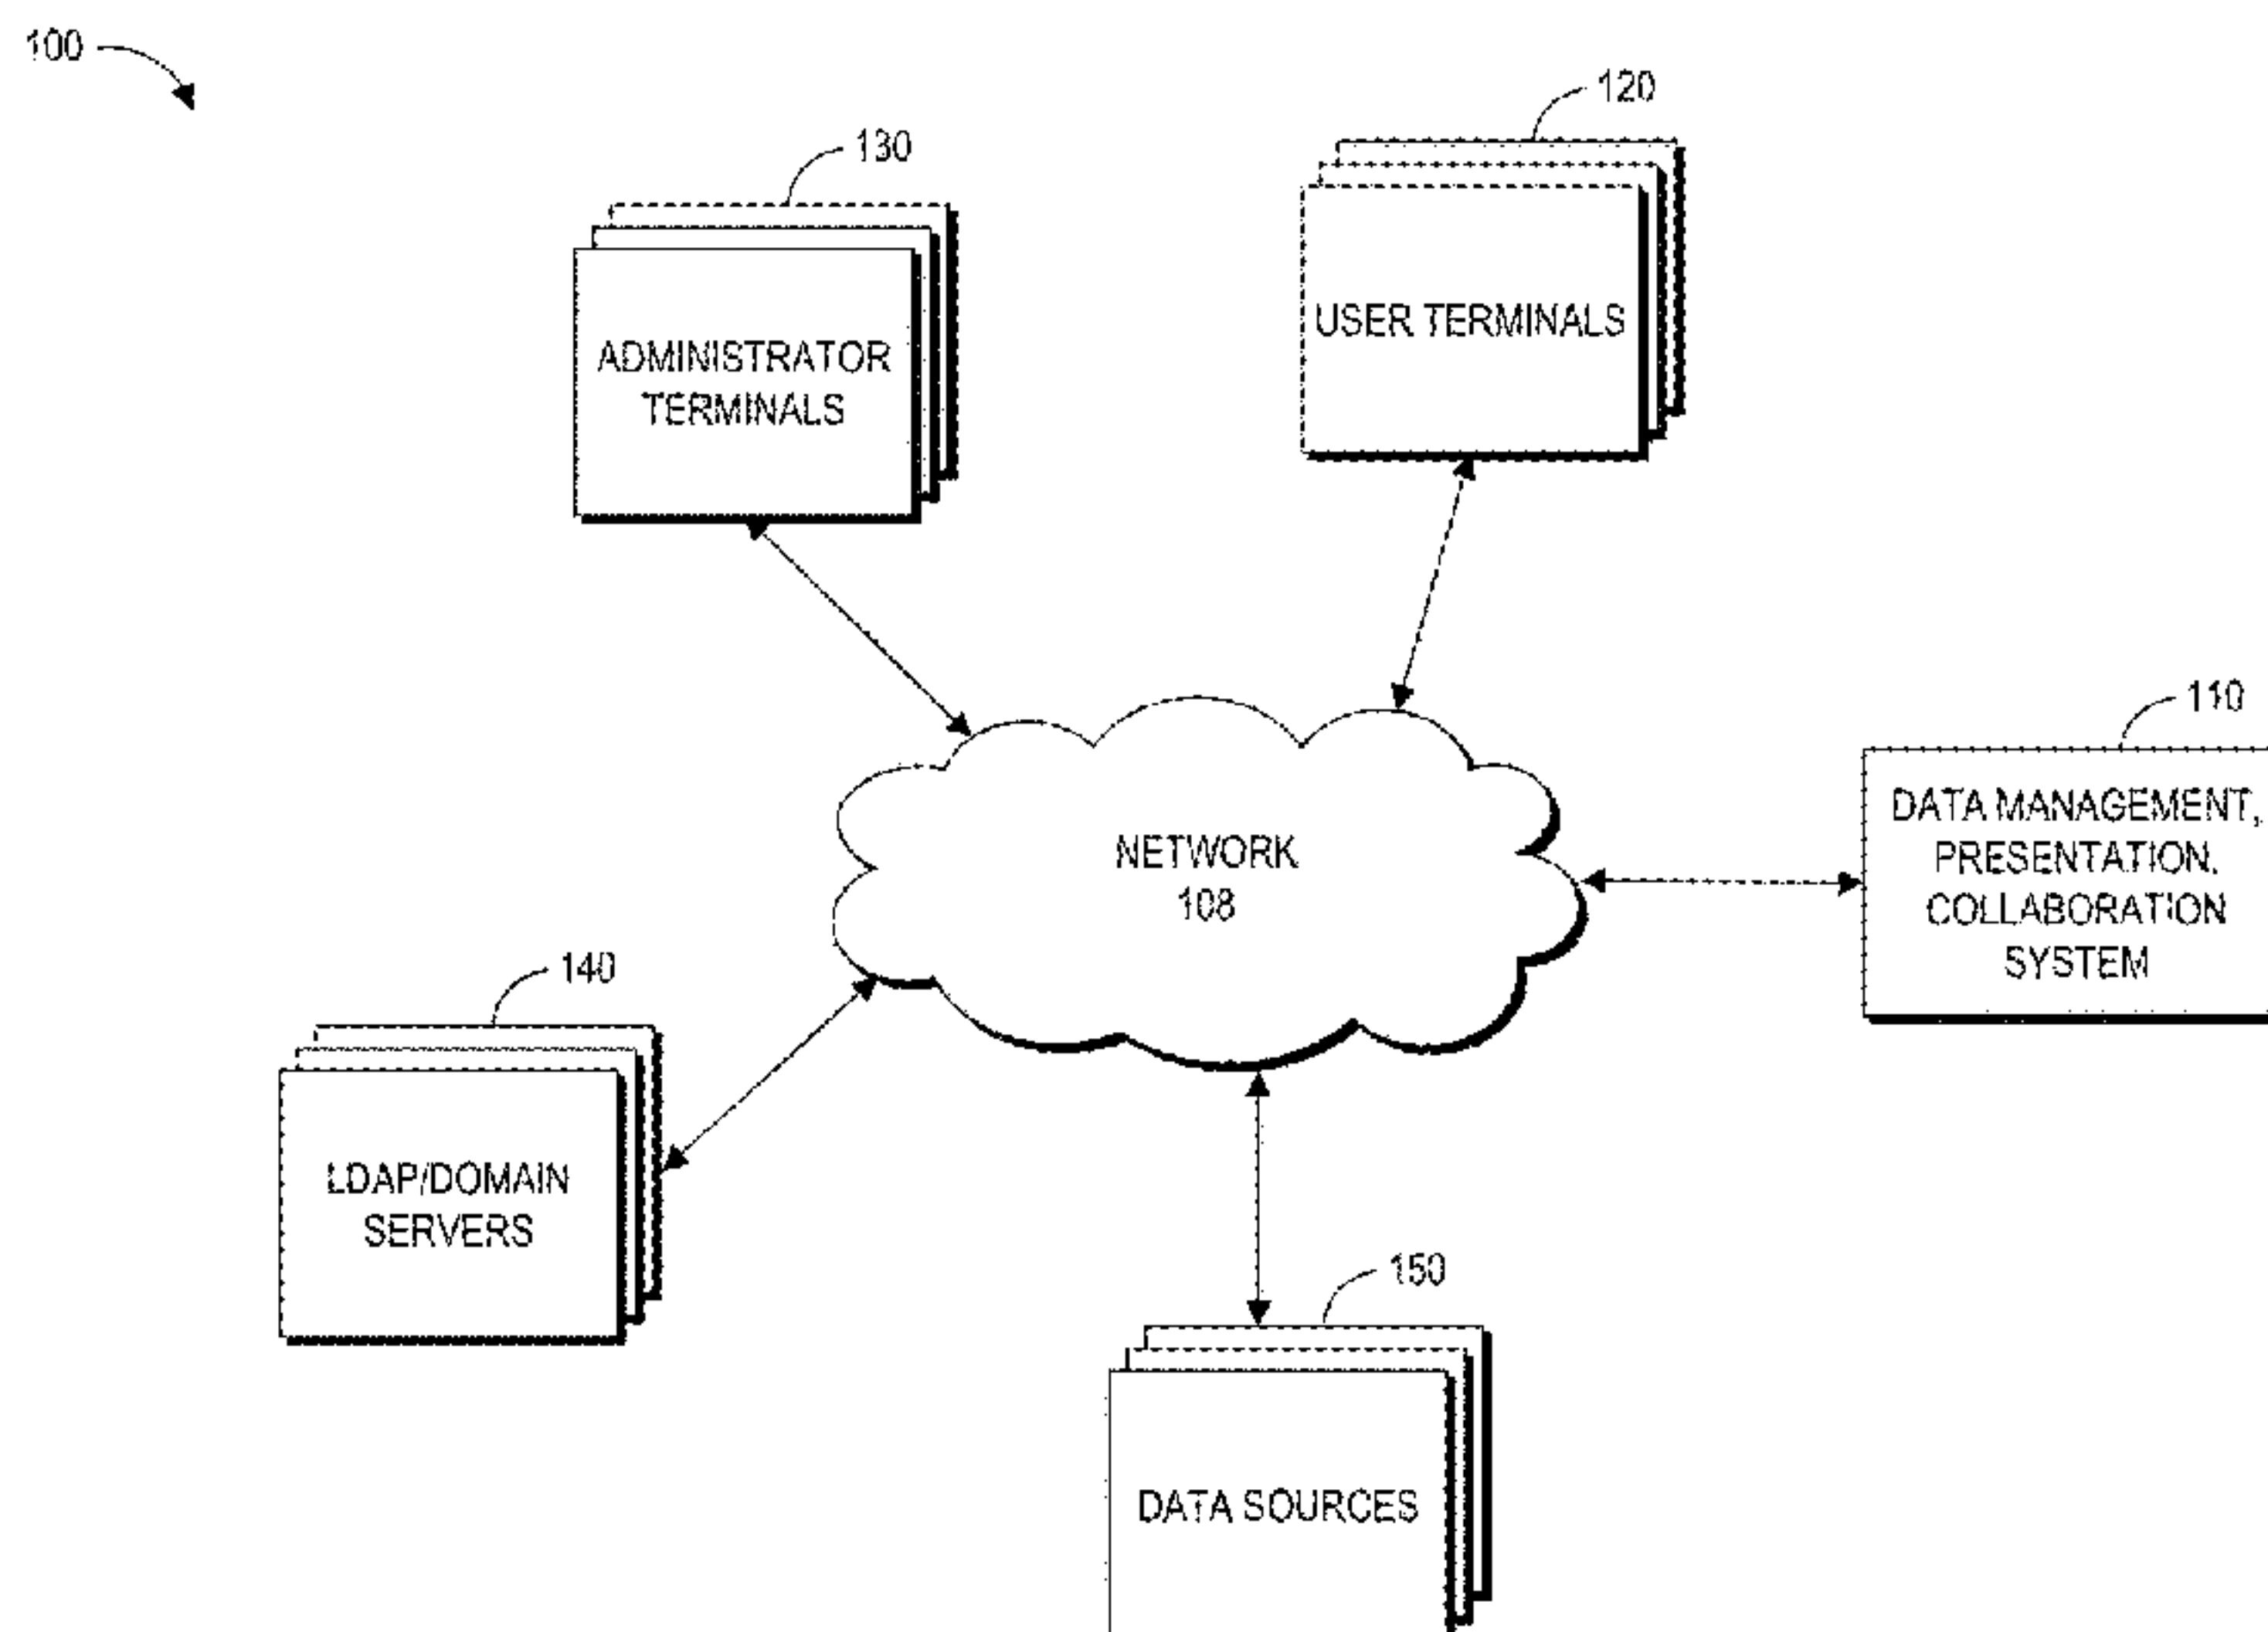 100
120
130
USER TERMINALS
ADMINISTRATOR
TERMINALS
110
DATA MANAGEMENT,
PRESENTATION,
COLLABORATION
SYSTEM
NETWORK
108
140
LDAP/DOMAIN
SERVERS
150
DATA SOURCES